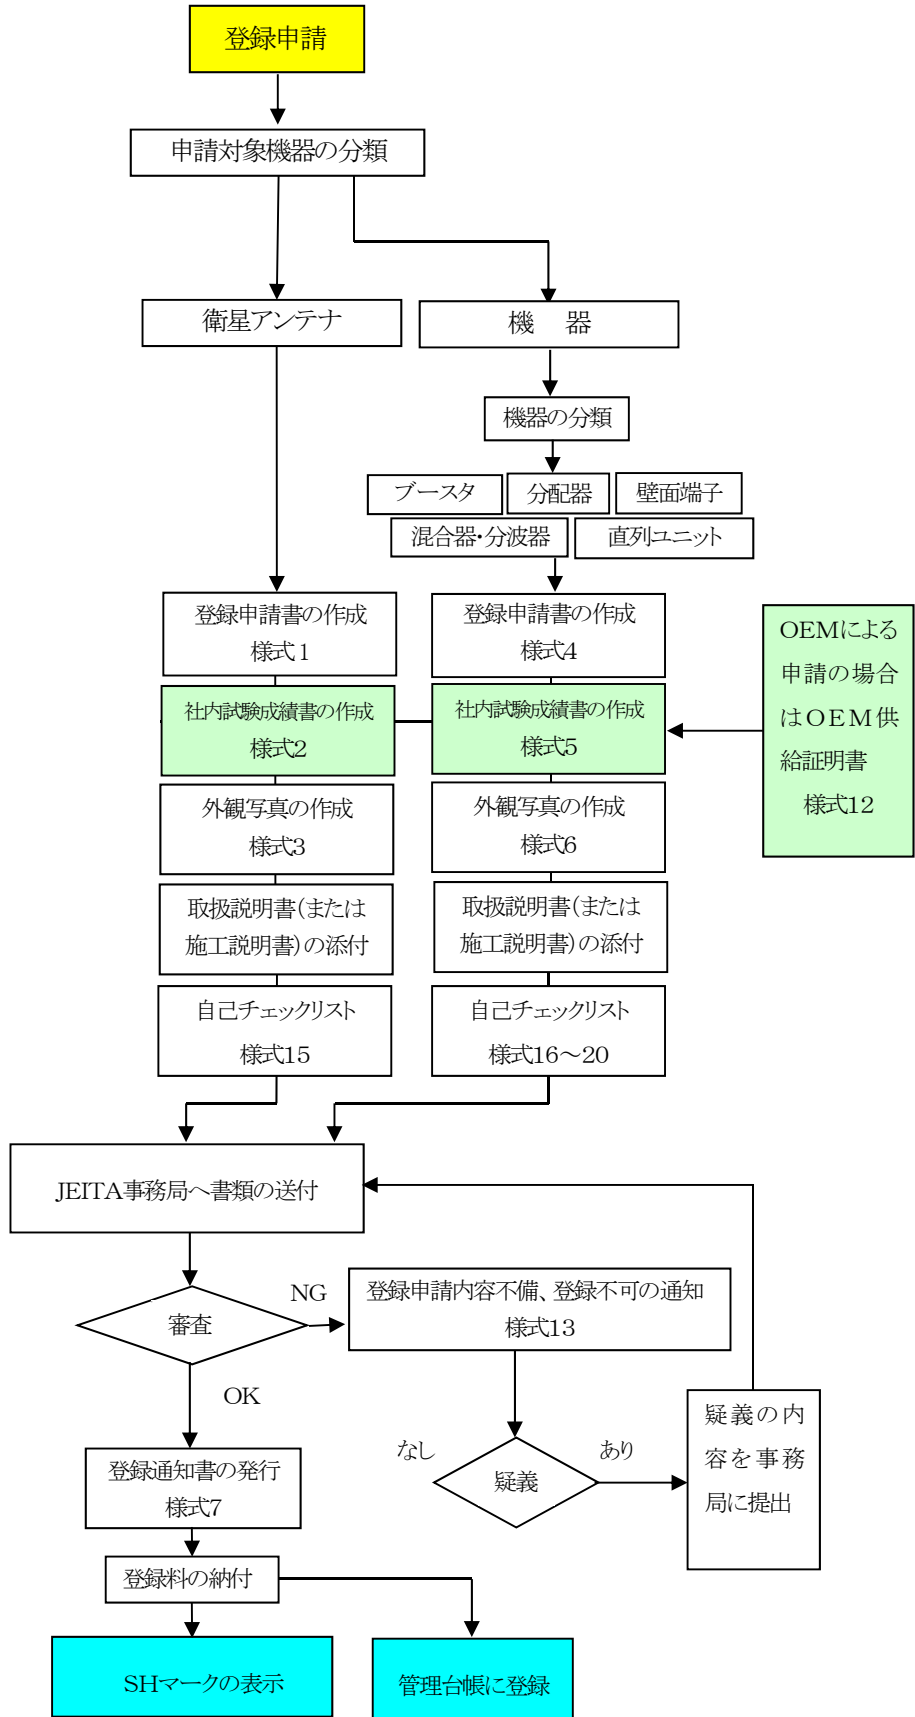 登録申請
申請対象機器の分類
衛星アンテナ
機　器
機器の分類
ブースタ
分配器
壁面端子
混合器・分波器
直列ユニット
登録申請書の作成
様式1
登録申請書の作成
様式4
OEMによる
申請の場合
はOEM供
給証明書
様式12
社内試験成績書の作成
様式2
社内試験成績書の作成
様式5
外観写真の作成
様式3
外観写真の作成
様式6
取扱説明書(または
施工説明書)の添付
取扱説明書(または
施工説明書)の添付
自己チェックリスト
様式15
自己チェックリスト
様式16～20
JEITA事務局へ書類の送付
審査
NG
登録申請内容不備、登録不可の通知
様式13
OK
なし
疑義
あり
疑義の内
容を事務
局に提出
登録通知書の発行
様式7
登録料の納付
SHマークの表示
管理台帳に登録